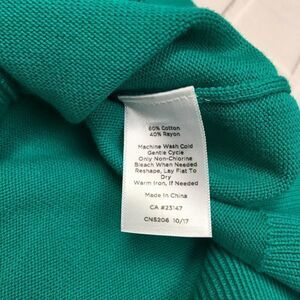 60% Cotton
40% Rayon
Machine Wash Cold
Gentle Cycle
Only Non-Chlorine
Bleach When Needed
Reshape, Lay Flat To
Dry
Warm Iron, If Needed
Made In China
CA #23147
CN5206 10/17